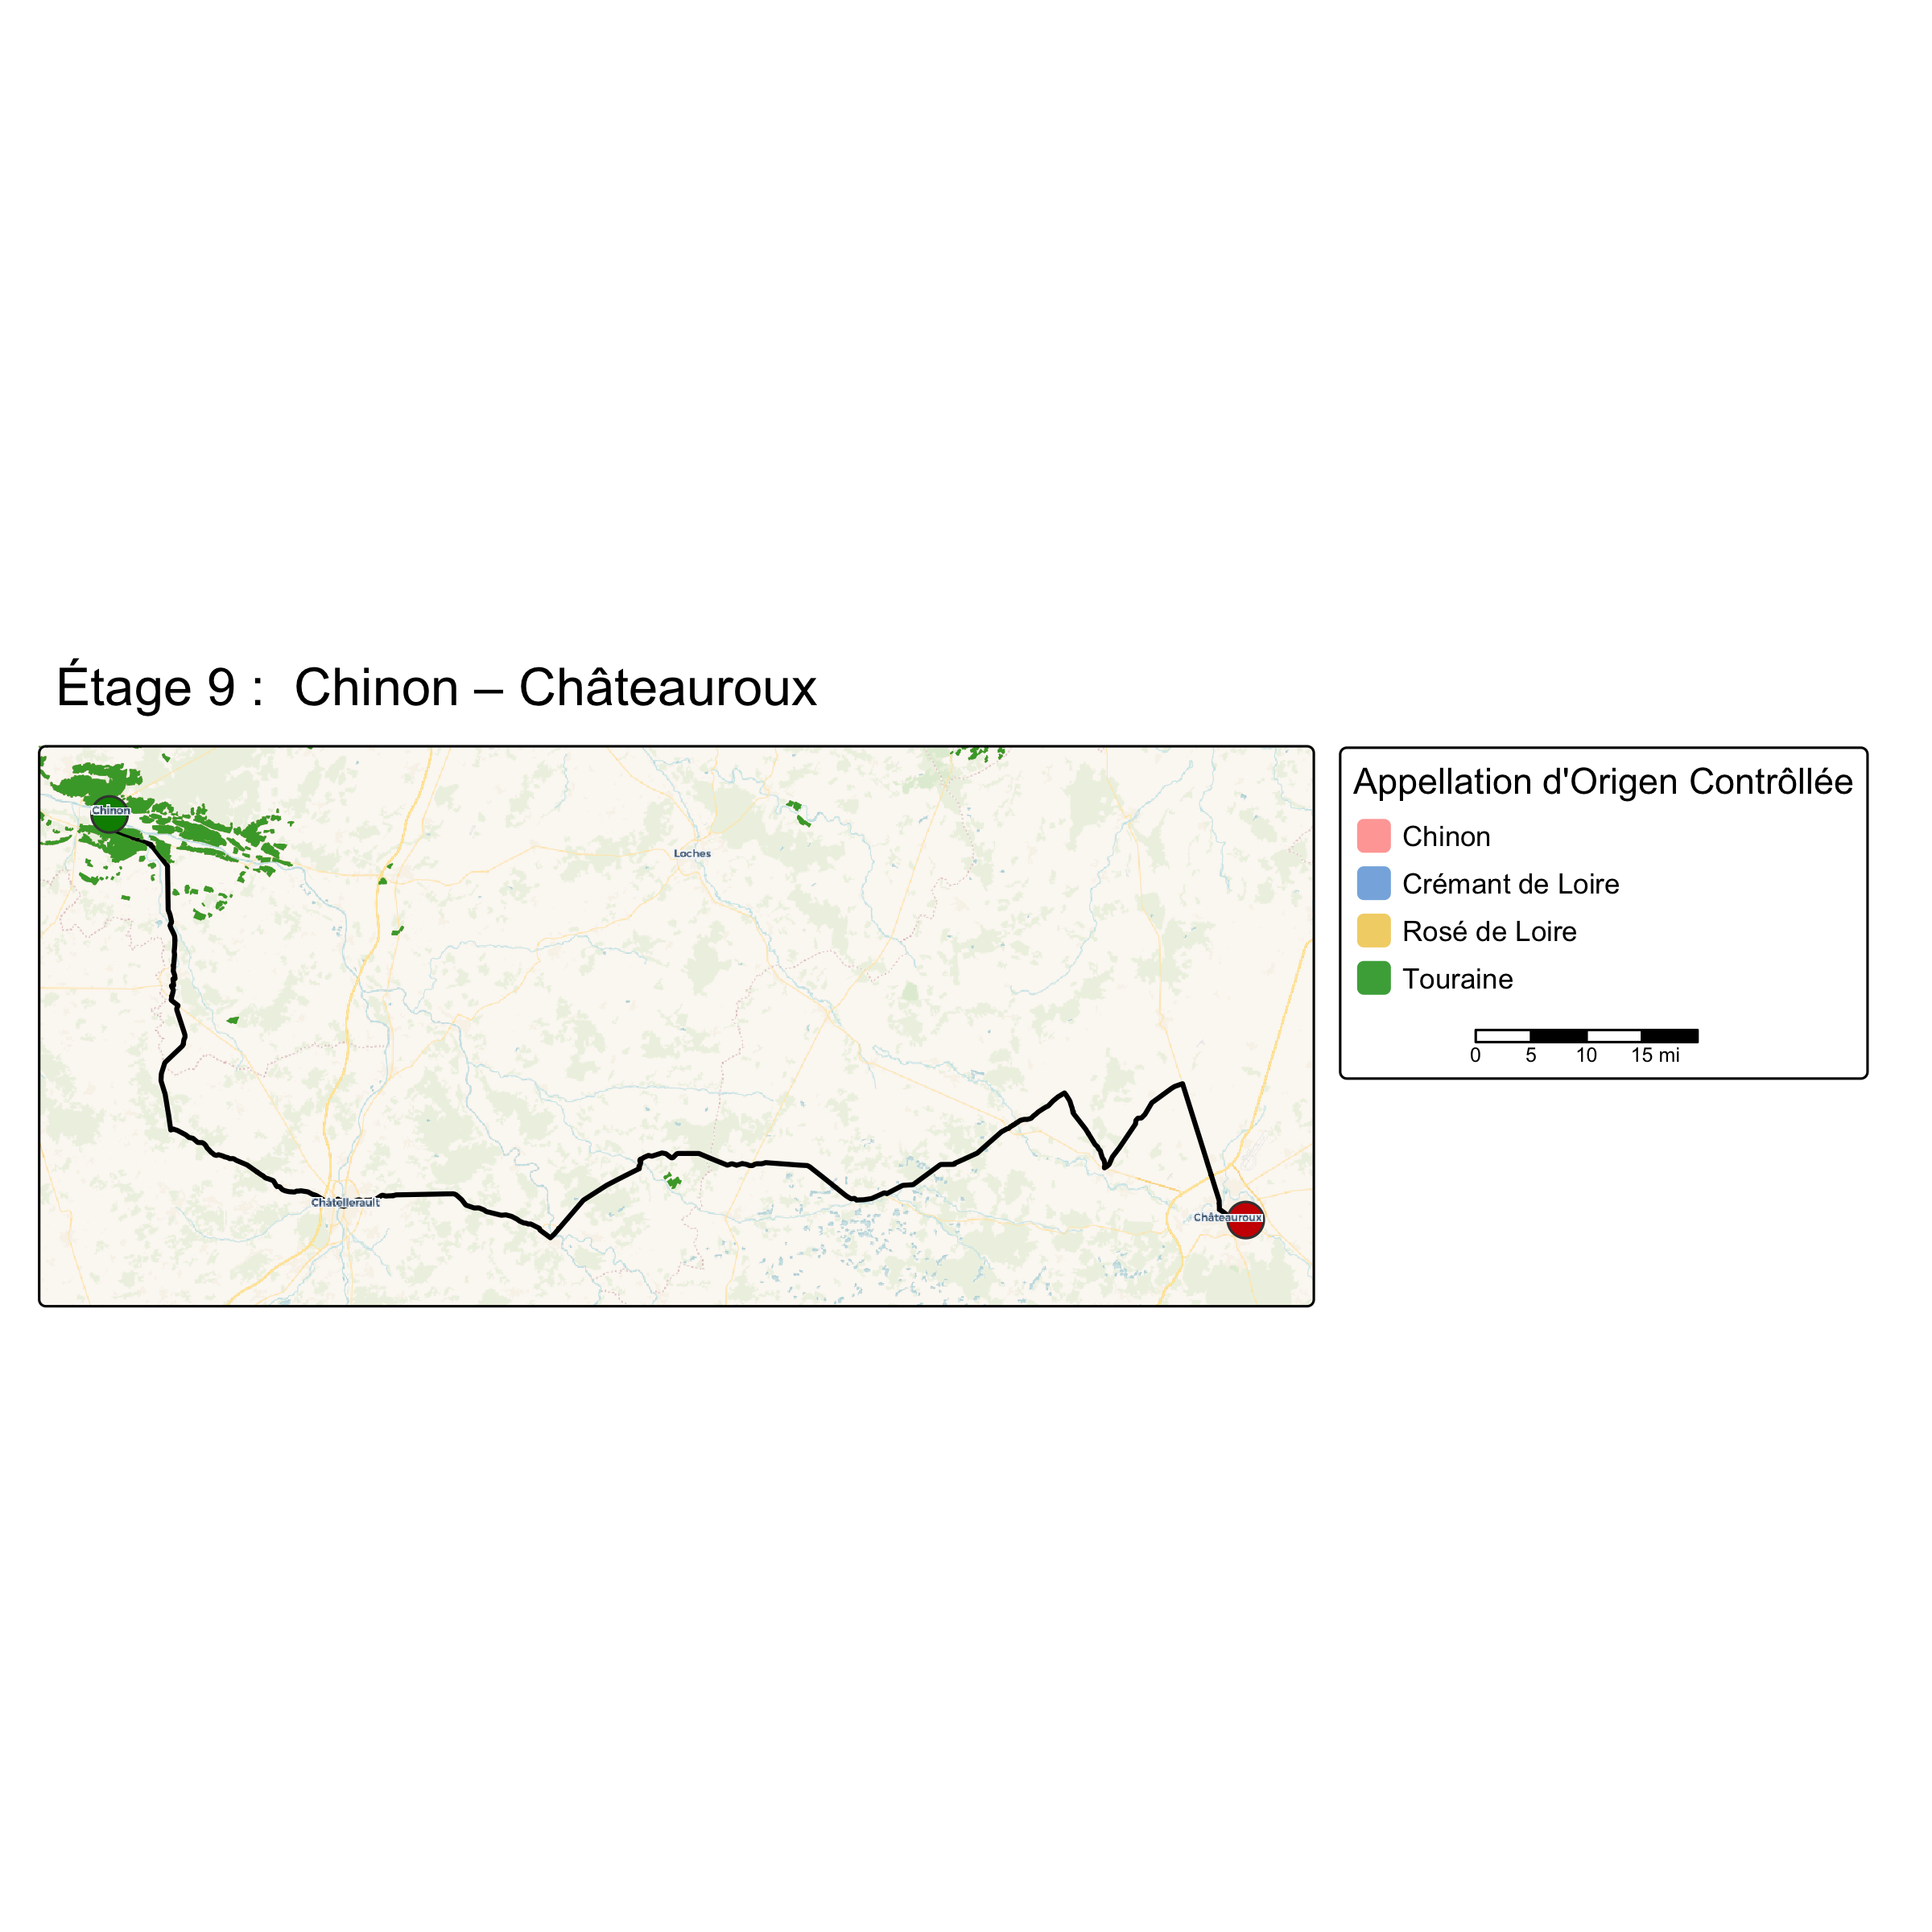 Étage 9 :  Chinon – Châteauroux
Chinon
Loches
Châtellerault
Châteauroux
Appellation d'Origen Contrôllée
Chinon
Crémant de Loire
Rosé de Loire
Touraine
0 5 10 15 mi